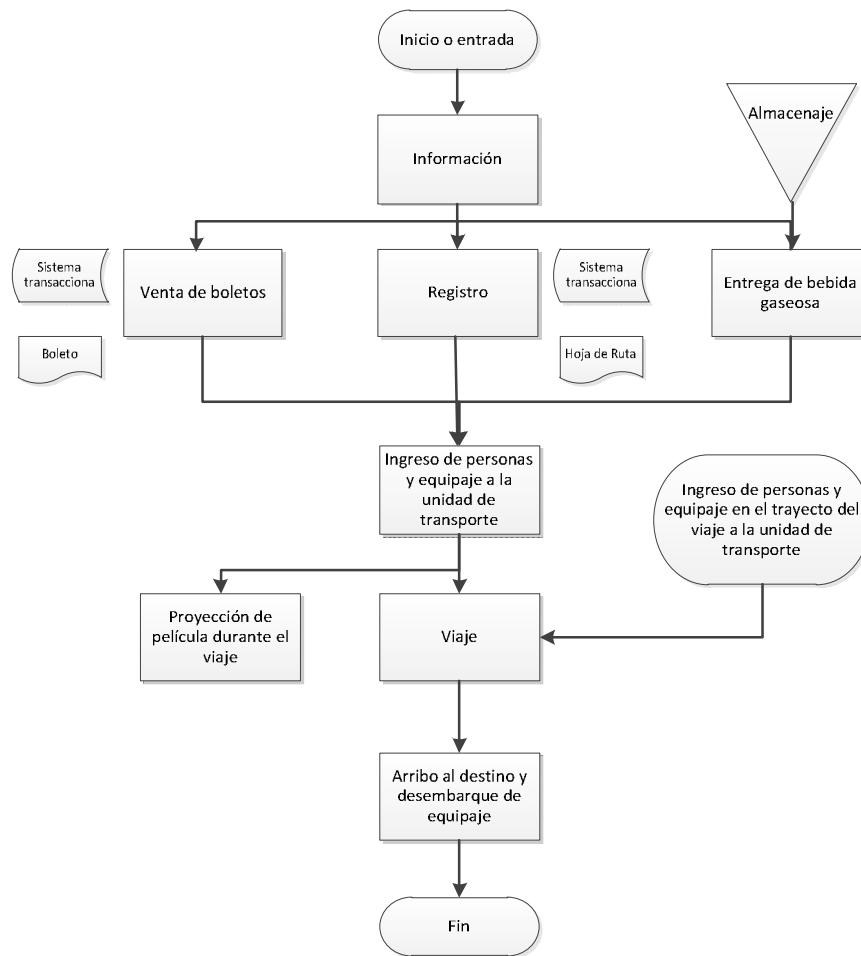 Inicio o entrada
Almacenaje
Información
Sistema
transacciona
Venta de boletos
Registro
Sistema
transacciona
Entrega de bebida
gaseosa
Boleto
Hoja de Ruta
Ingreso de personas
y equipaje a la
unidad de
transporte
Ingreso de personas y
equipaje en el trayecto del
viaje a la unidad de
transporte
Proyección de
película durante el
viaje
Viaje
Arribo al destino y
desembarque de
equipaje
Fin